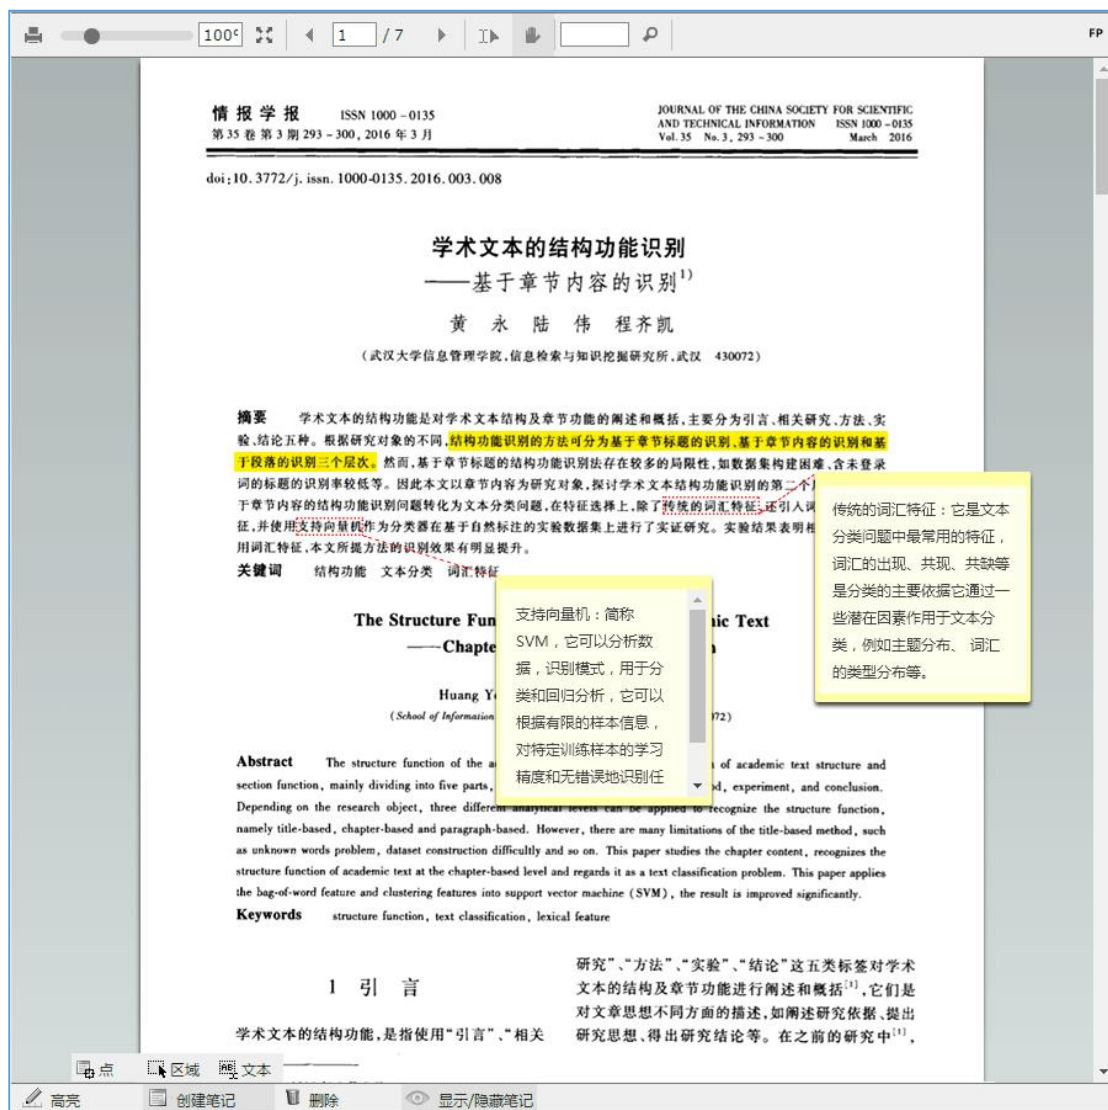 100%
1 / 7
FP
情 报 学 报 ISSN 1000-0135
第 35 卷 第 3 期 293-300, 2016 年 3 月
JOURNAL OF THE CHINA SOCIETY FOR SCIENTIFIC
AND TECHNICAL INFORMATION ISSN 1000-0135
Vol. 35 No. 3, 293-300 March 2016
doi:10.3772/j.issn.1000-0135.2016.003.008
学术文本的结构功能识别
——基于章节内容的识别1)
黄 永 陆 伟 程齐凯
(武汉大学信息管理学院,信息检索与知识挖掘研究所,武汉 430072)
摘要 学术文本的结构功能是对学术文本结构及章节功能的阐述和概括,主要分为引言、相关研究、方法、实
验、结论五种。根据研究对象的不同,结构功能识别的方法可分为基于章节标题的识别、基于章节内容的识别和基
于段落的识别三个层次。然而,基于章节标题的结构功能识别法存在较多的局限性,如数据集构建困难、含未登录
词的标题的识别率较低等。因此本文以章节内容为研究对象,探讨学术文本结构功能识别的第二个
于章节内容的结构功能识别问题转化为文本分类问题,在特征选择上,除了传统的词汇特征,还引入词
征,并使用支持向量机作为分类器在基于自然标注的实验数据集上进行了实证研究。实验结果表明相
用词汇特征,本文所提方法的识别效果有明显提升。
关键词 结构功能 文本分类 词汇特征
传统的词汇特征:它是文本
分类问题中最常用的特征,
词汇的出现、共现、共缺等
是分类的主要依据它通过一
些潜在因素作用于文本分
类,例如主题分布、 词汇
的类型分布等。
支持向量机:简称
SVM,它可以分析数
据,识别模式,用于分
类和回归分析,它可以
根据有限的样本信息,
对特定训练样本的学习
精度和无错误地识别任
The Structure Fun ic Text
——Chapte n
Huang Y
(School of Information 72)
Abstract The structure function of the a of academic text structure and
section function, mainly dividing into five parts, d, experiment, and conclusion.
Depending on the research object, three different analytical levels can be applied to recognize the structure function,
namely title-based, chapter-based and paragraph-based. However, there are many limitations of the title-based method, such
as unknown words problem, dataset construction difficultly and so on. This paper studies the chapter content, recognizes the
structure function of academic text at the chapter-based level and regards it as a text classification problem. This paper applies
the bag-of-word feature and clustering features into support vector machine (SVM), the result is improved significantly.
Keywords structure function, text classification, lexical feature
1 引 言
学术文本的结构功能,是指使用“引言”、“相关
研究”、“方法”、“实验”、“结论”这五类标签对学术
文本的结构及章节功能进行阐述和概括[1],它们是
对文章思想不同方面的描述,如阐述研究依据、提出
研究思想、得出研究结论等。在之前的研究中[1],
点 区域 文本
高亮 创建笔记 删除 显示/隐藏笔记